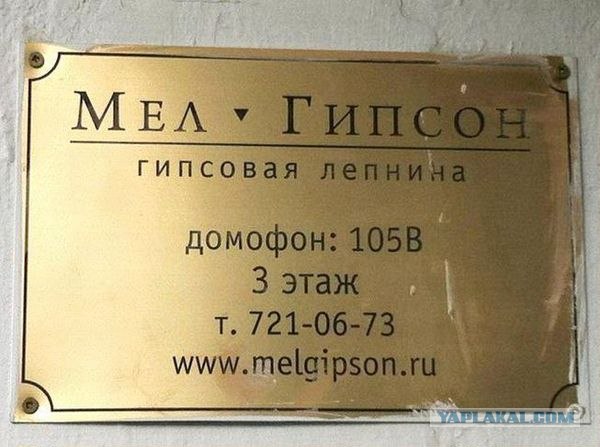 Мел ▾ Гипсон
гипсовая лепнина
домофон: 105В
3 этаж
т. 721-06-73
www.melgipson.ru
YAPLAKAL.COM